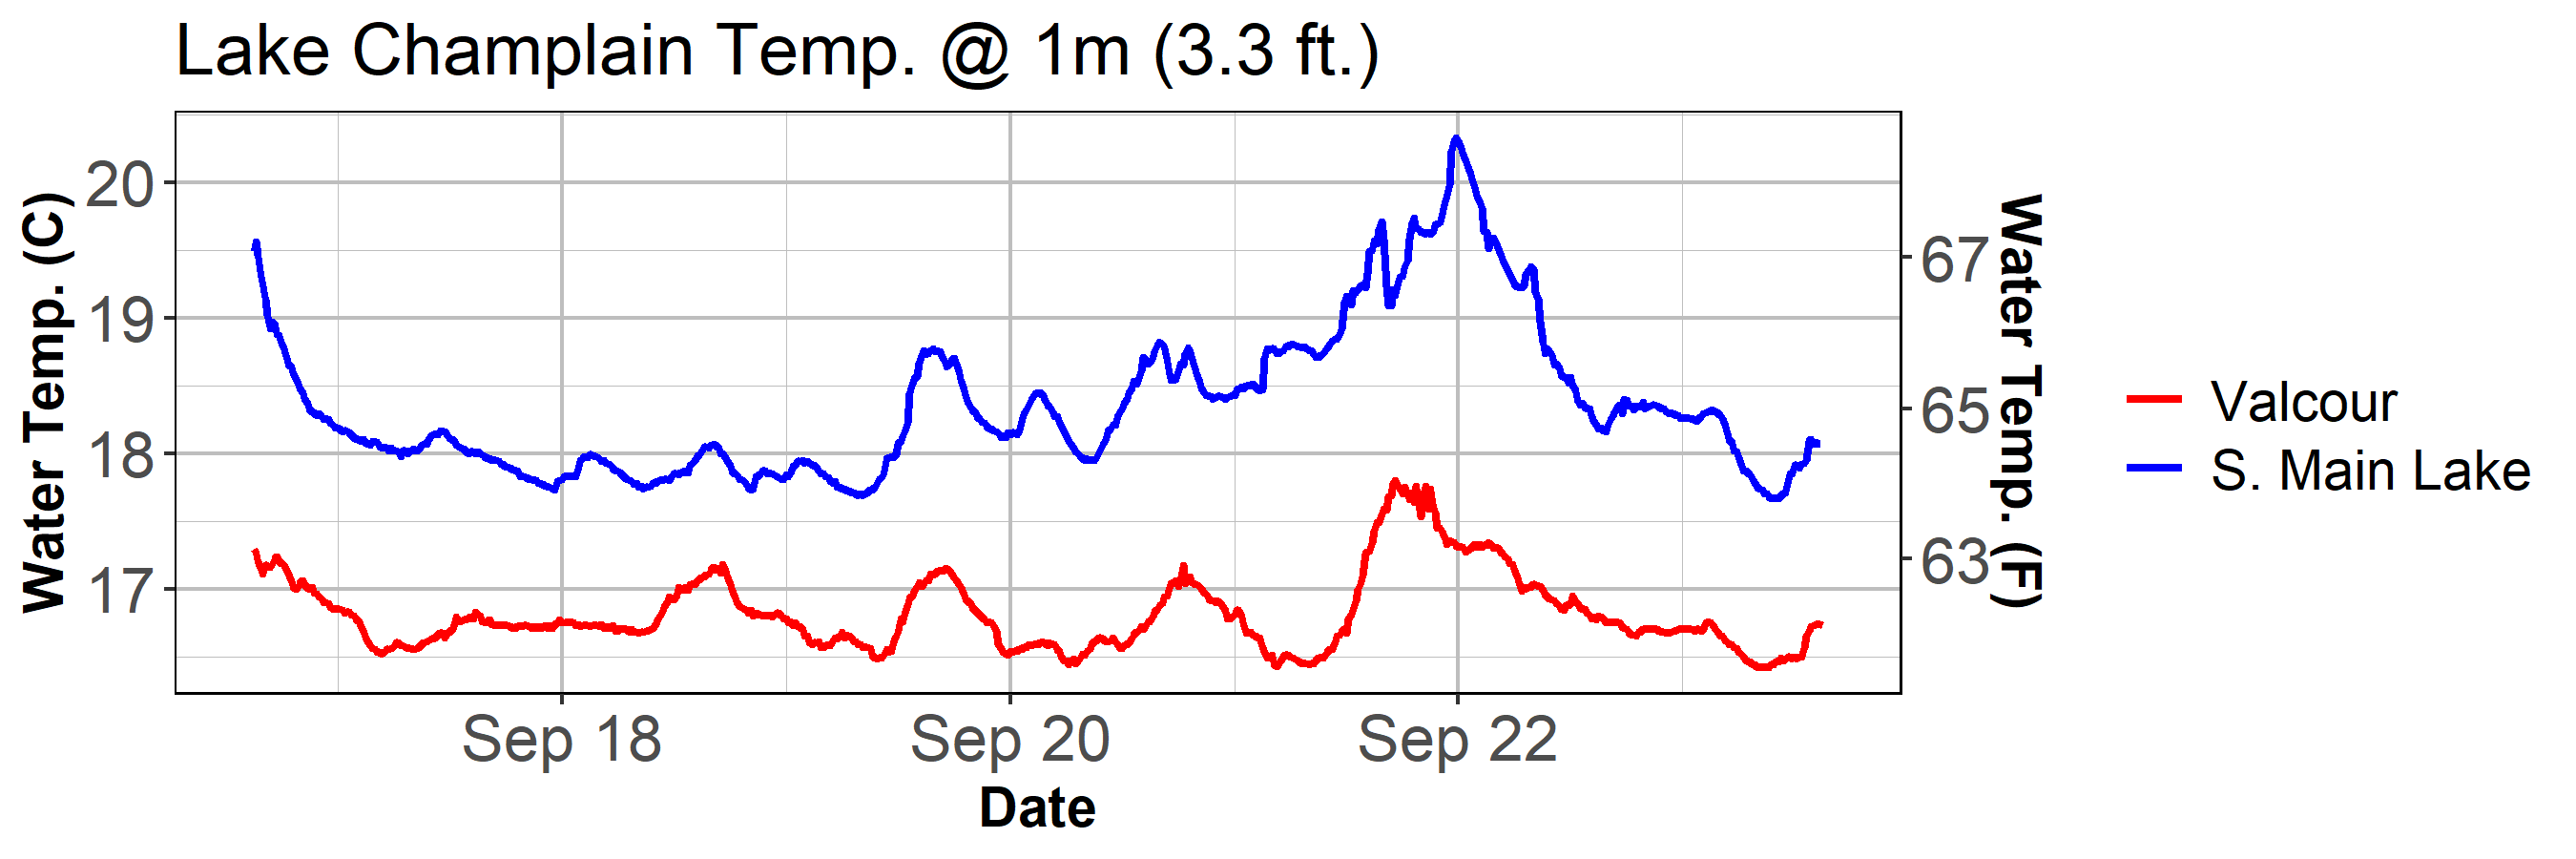 Lake Champlain Temp. @ 1m (3.3 ft.)
Water Temp. (C)
20
19
18
17
67
65
63
Water Temp. (F)
Valcour
S. Main Lake
Sep 18
Sep 20
Sep 22
Date